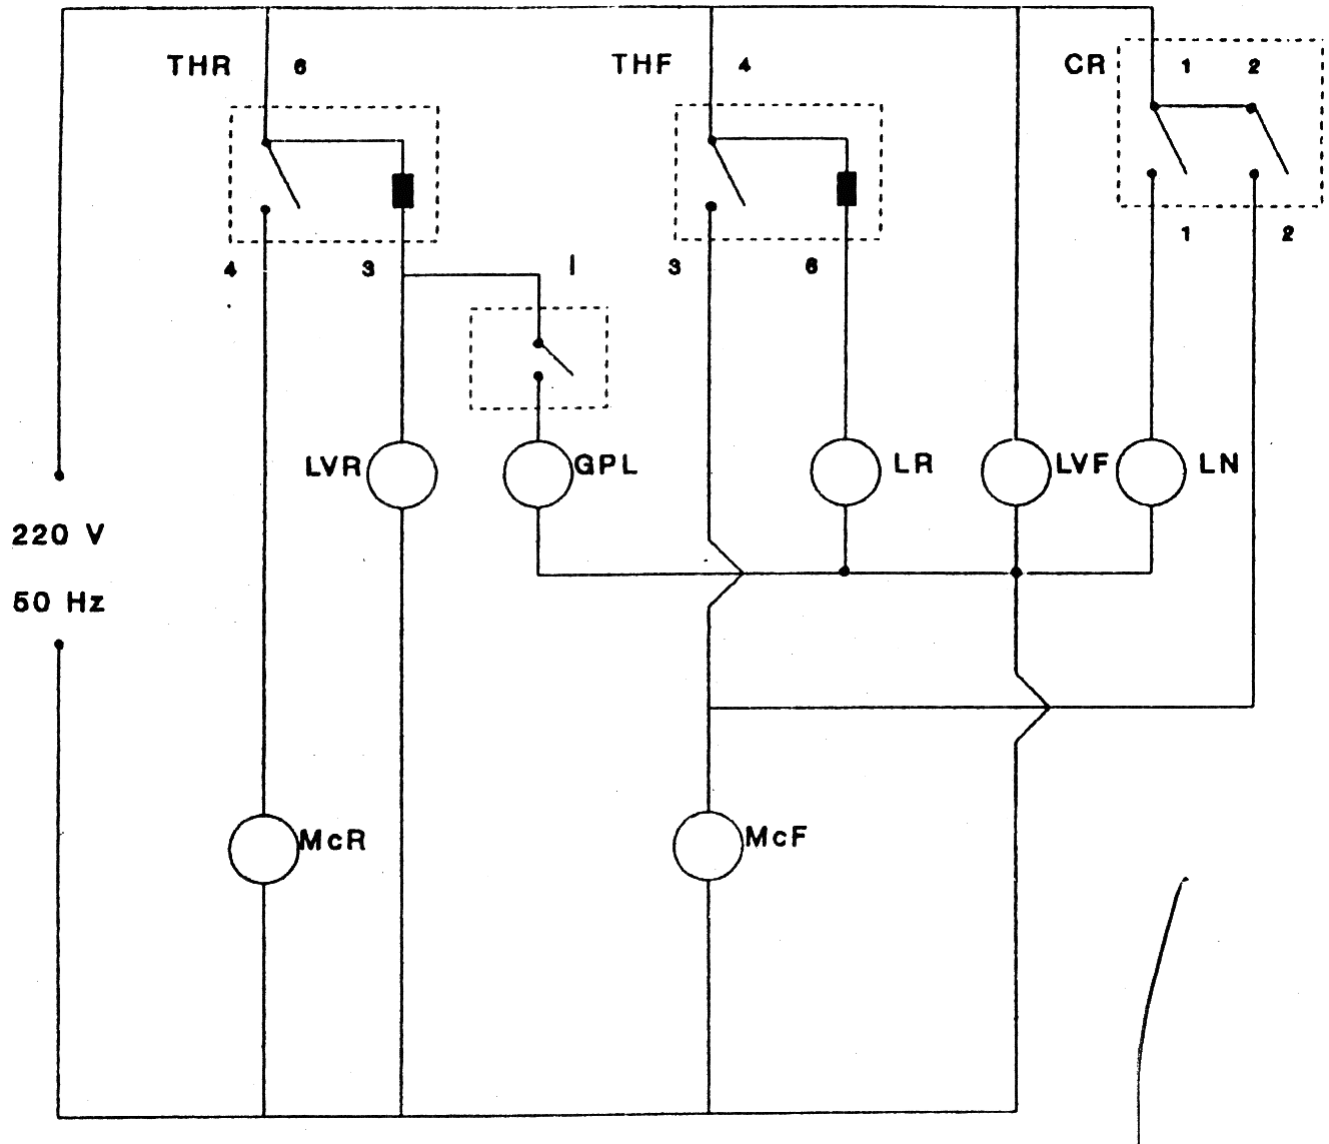 THR 6 THF 4 CR 1 2
1 2
4 3 I 3 6
LVR GPL LR LVF LN
220 V
50 Hz
McR McF